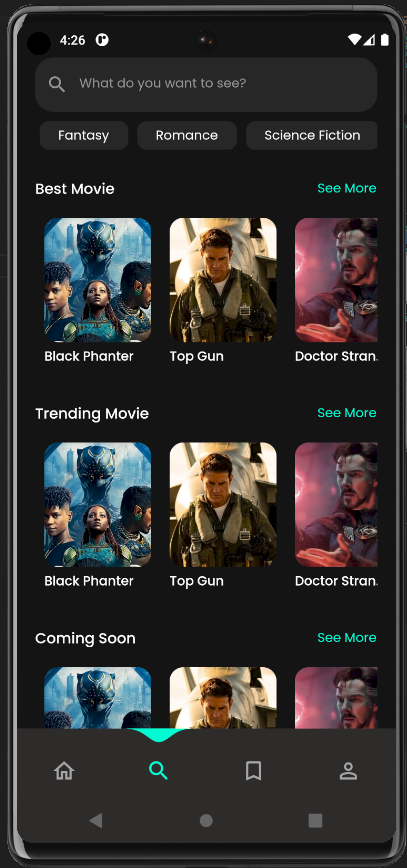 4:26
What do you want to see?
Fantasy Romance Science Fiction
Best Movie See More
Black Phanter Top Gun Doctor Stran.
Trending Movie See More
Black Phanter Top Gun Doctor Stran.
Coming Soon See More